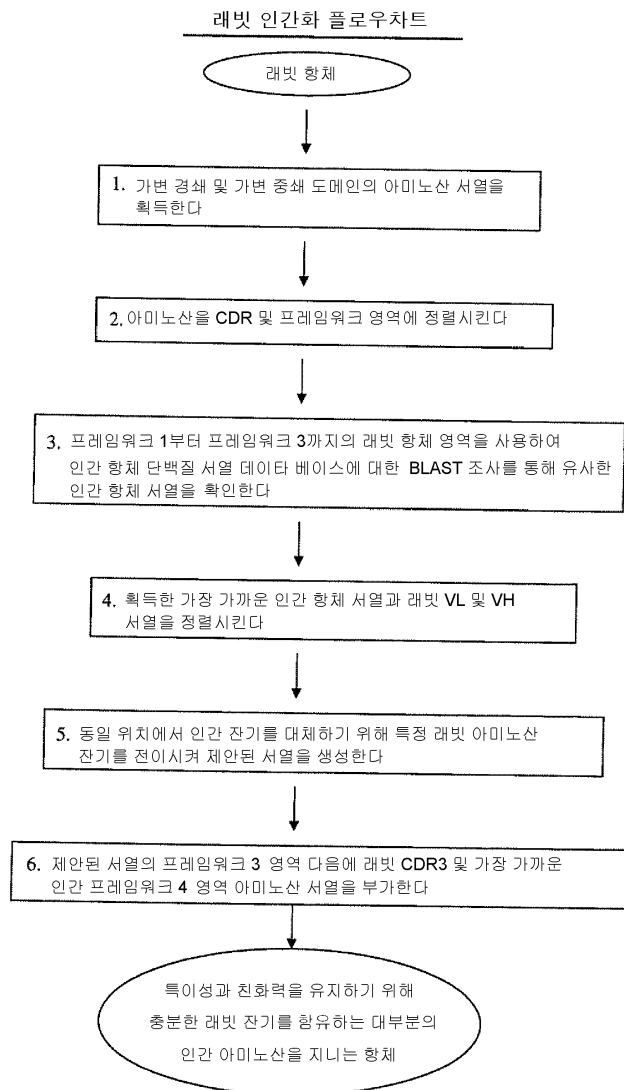 래빗 인간화 플로우차트
래빗 항체
1. 가변 경쇄 및 가변 중쇄 도메인의 아미노산 서열을
획득한다
2. 아미노산을 CDR 및 프레임워크 영역에 정렬시킨다
3. 프레임워크 1부터 프레임워크 3까지의 래빗 항체 영역을 사용하여
인간 항체 단백질 서열 데이타 베이스에 대한 BLAST 조사를 통해 유사한
인간 항체 서열을 확인한다
4. 획득한 가장 가까운 인간 항체 서열과 래빗 VL 및 VH
서열을 정렬시킨다
5. 동일 위치에서 인간 잔기를 대체하기 위해 특정 래빗 아미노산
잔기를 전이시켜 제안된 서열을 생성한다
6. 제안된 서열의 프레임워크 3 영역 다음에 래빗 CDR3 및 가장 가까운
인간 프레임워크 4 영역 아미노산 서열을 부가한다
특이성과 친화력을 유지하기 위해
충분한 래빗 잔기를 함유하는 대부분의
인간 아미노산을 지니는 항체